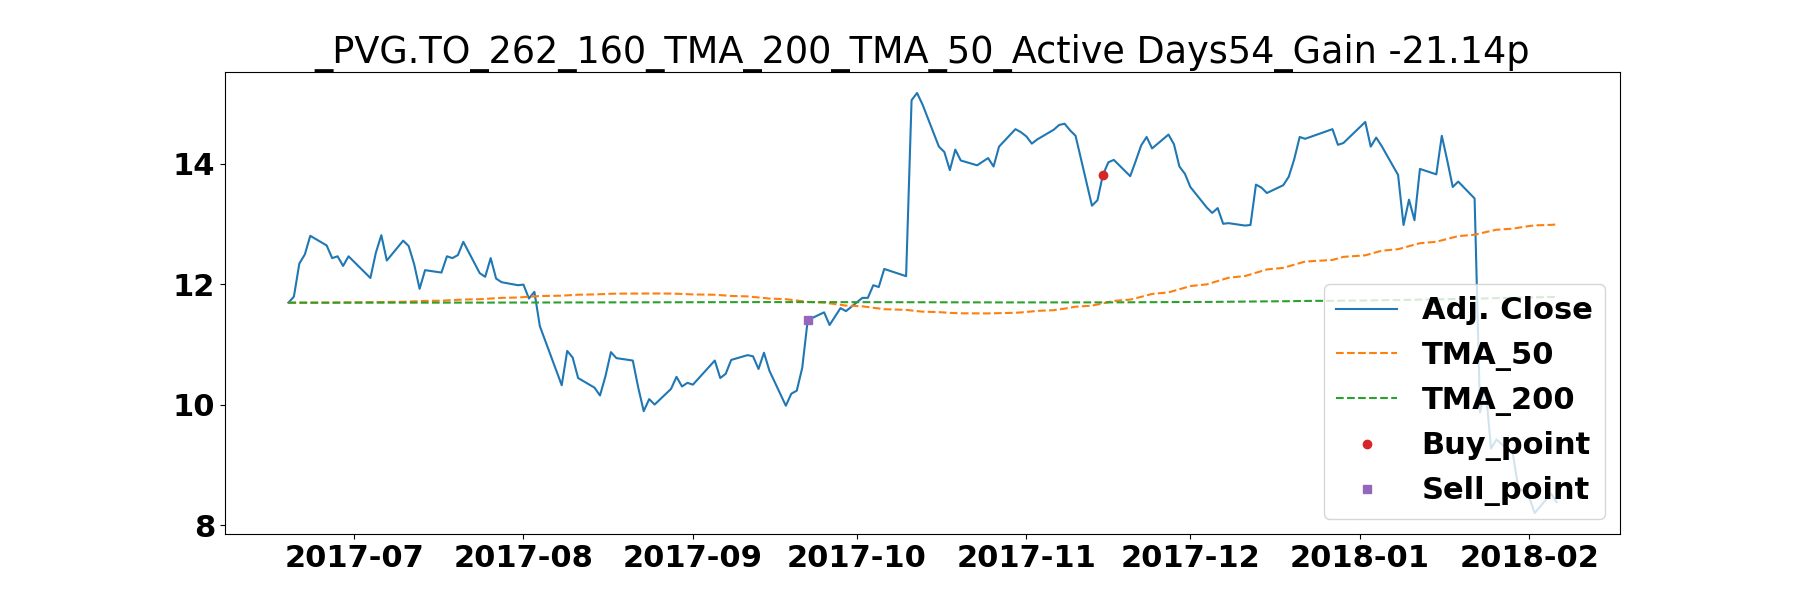 _PVG.TO_262_160_TMA_200_TMA_50_Active Days54_Gain -21.14p
14
12
10
8
2017-07 2017-08 2017-09 2017-10 2017-11 2017-12 2018-01 2018-02
Adj. Close
TMA_50
TMA_200
Buy_point
Sell_point